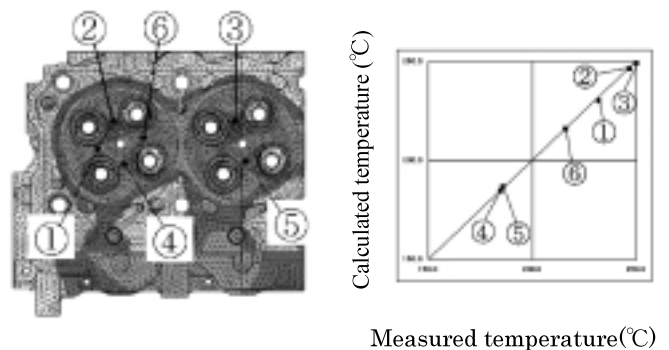 ② ⑥ ③
① ④ ⑤
Calculated temperature (℃)
②
③
①
⑥
④ ⑤
Measured temperature(℃)